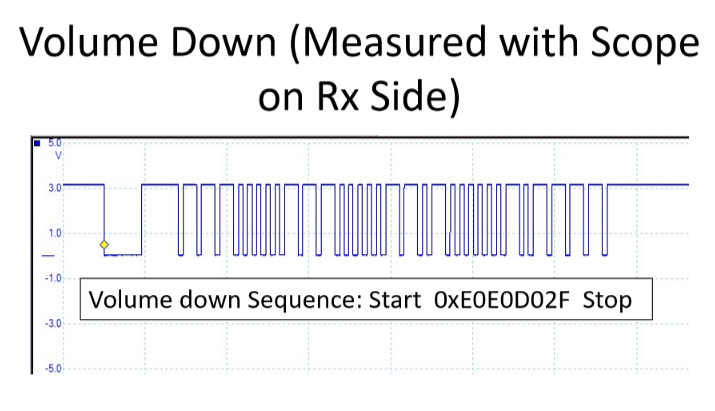 Volume Down (Measured with Scope
on Rx Side)
5.0
V
3.0
1.0
-1.0
Volume down Sequence: Start 0xE0E0D02F Stop
-3.0
-5.0